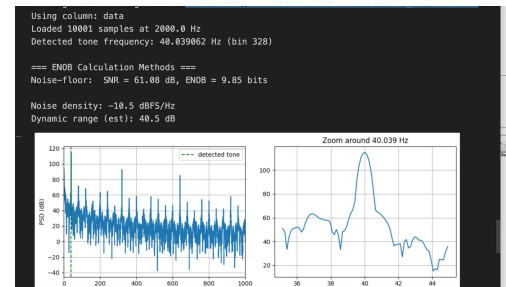 Using column: data
Loaded 10001 samples at 2000.0 Hz
Detected tone frequency: 40.039062 Hz (bin 328)
=== ENOB Calculation Methods ===
Noise-floor: SNR = 61.08 dB, ENOB = 9.85 bits
Noise density: -10.5 dBFS/Hz
Dynamic range (est): 40.5 dB
...
Zoom around 40.039 Hz
detected tone
PSD (dB)
120
100
80
60
40
20
0
−20
−40
0 200 400 600 800 1000
100
80
60
40
20
36 38 40 42 44